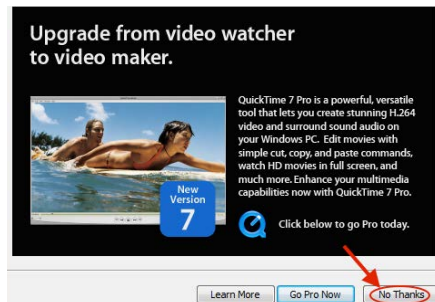 Upgrade from video watcher
to video maker.
QuickTime 7 Pro is a powerful, versatile
tool that lets you create stunning H.264
video and surround sound audio on
your Windows PC. Edit movies with
simple cut, copy, and paste commands,
watch HD movies in full screen, and
much more. Enhance your multimedia
capabilities now with QuickTime 7 Pro.
New
Version
7
Click below to go Pro today.
Learn More
Go Pro Now
No Thanks